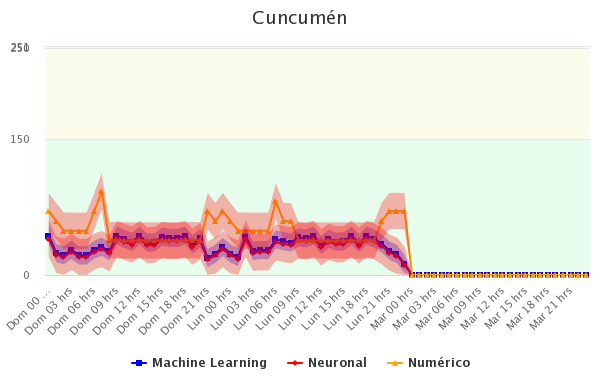 Cuncumén
250
150
0
Dom 00 ...
Dom 03 hrs
Dom 06 hrs
Dom 09 hrs
Dom 12 hrs
Dom 15 hrs
Dom 18 hrs
Dom 21 hrs
Lun 00 hrs
Lun 03 hrs
Lun 06 hrs
Lun 09 hrs
Lun 12 hrs
Lun 15 hrs
Lun 18 hrs
Lun 21 hrs
Mar 00 hrs
Mar 03 hrs
Mar 06 hrs
Mar 09 hrs
Mar 12 hrs
Mar 15 hrs
Mar 18 hrs
Mar 21 hrs
Machine Learning Neuronal Numérico